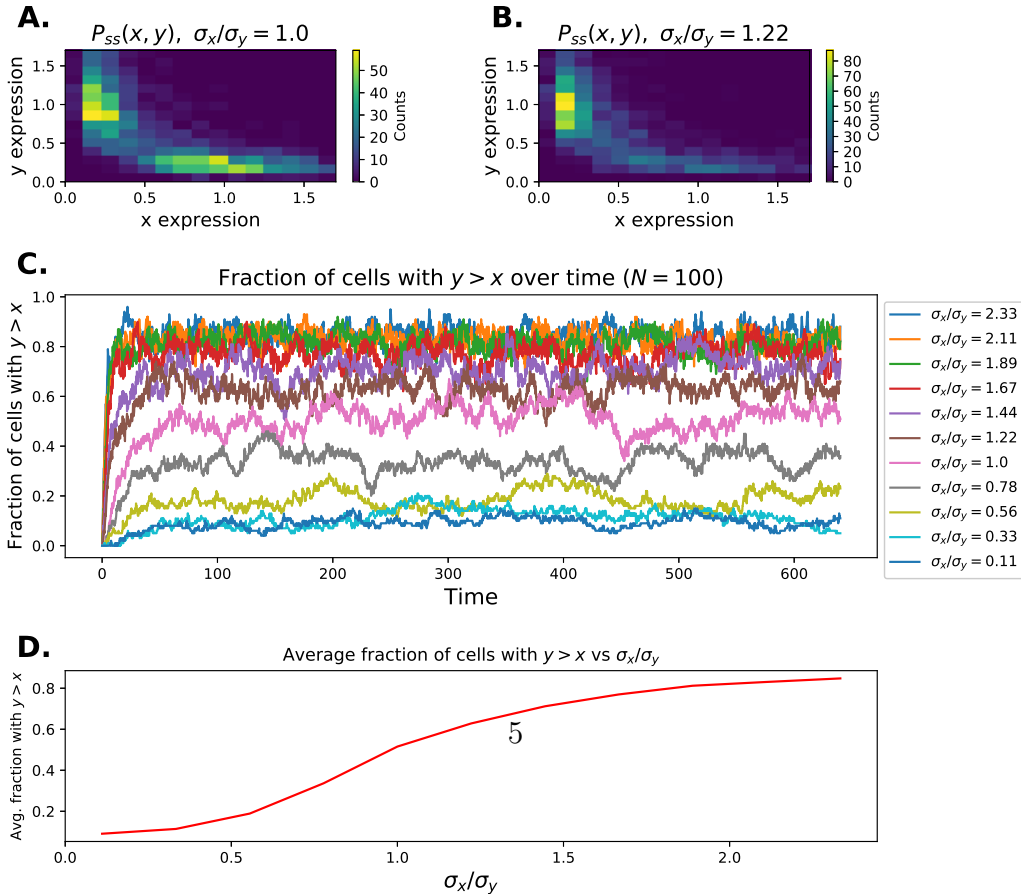 A.
P_ss(x, y), σ_x/σ_y = 1.0
y expression
1.5
1.0
0.5
0.0
0.0 0.5 1.0 1.5
x expression
50
40
30
20
10
0
Counts
B.
P_ss(x, y), σ_x/σ_y = 1.22
y expression
1.5
1.0
0.5
0.0
0.0 0.5 1.0 1.5
x expression
80
70
60
50
40
30
20
10
0
Counts
C.
Fraction of cells with y > x over time (N = 100)
Fraction of cells with y > x
1.0
0.8
0.6
0.4
0.2
0.0
0 100 200 300 400 500 600
Time
σ_x/σ_y = 2.33
σ_x/σ_y = 2.11
σ_x/σ_y = 1.89
σ_x/σ_y = 1.67
σ_x/σ_y = 1.44
σ_x/σ_y = 1.22
σ_x/σ_y = 1.0
σ_x/σ_y = 0.78
σ_x/σ_y = 0.56
σ_x/σ_y = 0.33
σ_x/σ_y = 0.11
D.
Average fraction of cells with y > x vs σ_x/σ_y
Avg. fraction with y > x
0.8
0.6
0.4
0.2
5
0.0 0.5 1.0 1.5 2.0
σ_x/σ_y